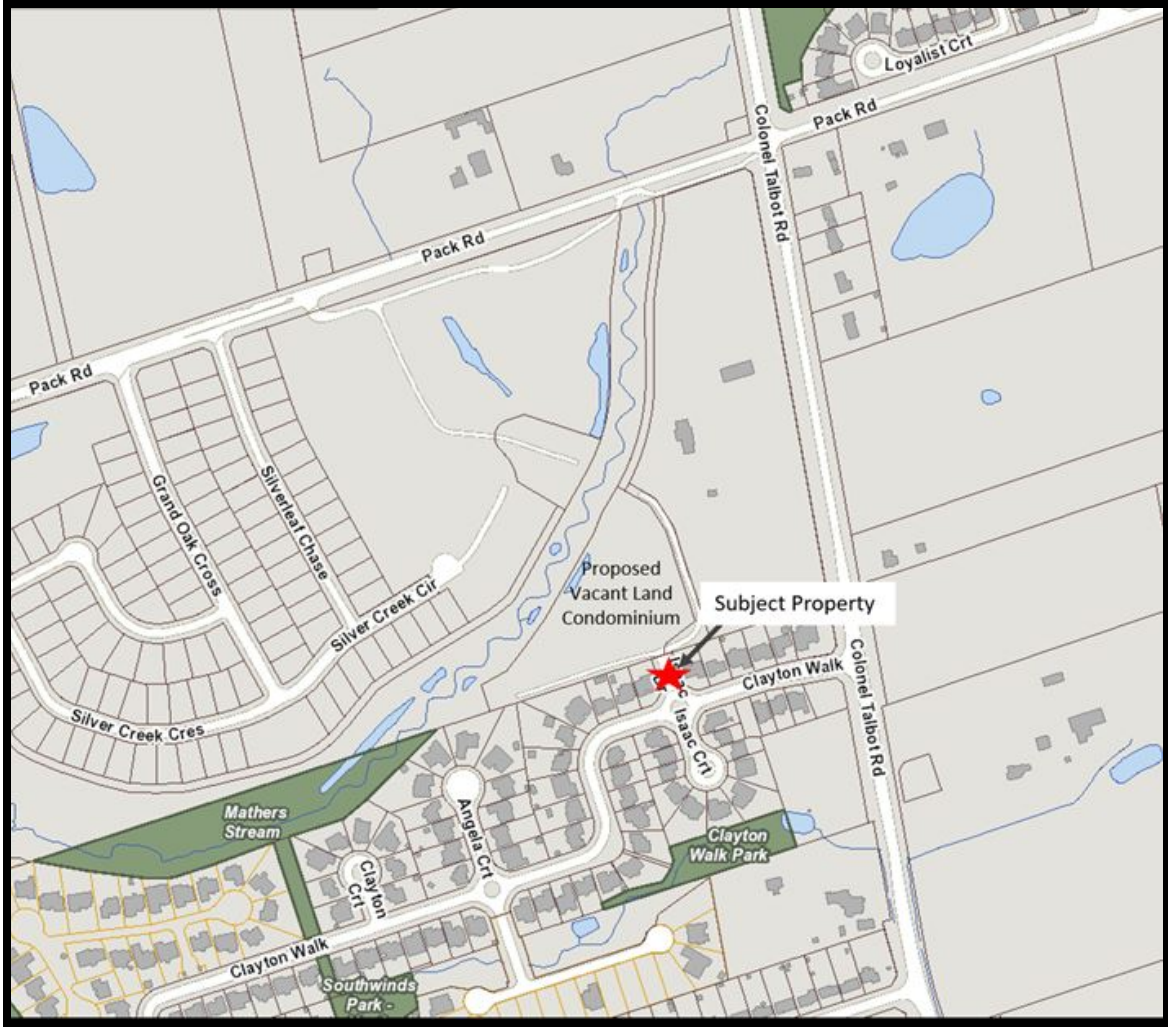 Loyalist Crt
Pack Rd
Colonel Talbot Rd
Pack Rd
Pack Rd
Grand Oak Cross
Silverleaf Chase
Silver Creek Cir
Proposed
Vacant Land
Condominium
Subject Property
Isaac
Clayton Walk
Colonel Talbot Rd
Isaac Crt
Silver Creek Cres
Mathers
Stream
Angela Crt
Clayton
Walk Park
Clayton
Crt
Clayton Walk
Southwinds
Park -